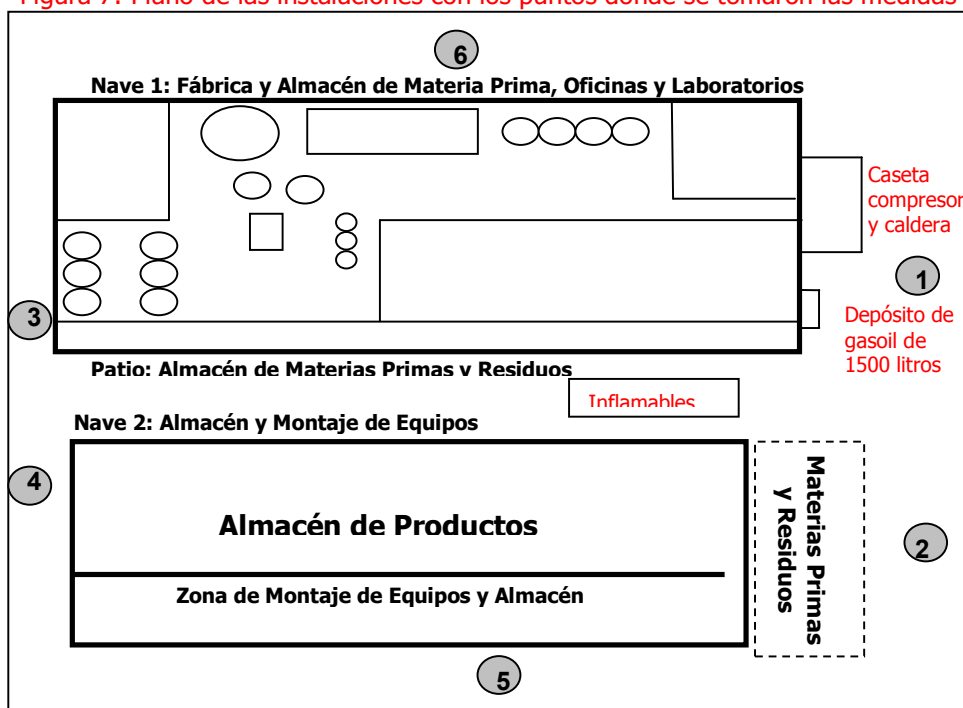 Figura 7: Plano de las instalaciones con los puntos donde se tomaron las medidas
6
Nave 1: Fábrica y Almacén de Materia Prima, Oficinas y Laboratorios
Caseta
compresor
y caldera
1
Depósito de
gasoil de
1500 litros
3
Patio: Almacén de Materias Primas y Residuos
Inflamables
Nave 2: Almacén y Montaje de Equipos
4
Almacén de Productos
Zona de Montaje de Equipos y Almacén
Materias Primas
y Residuos
2
5